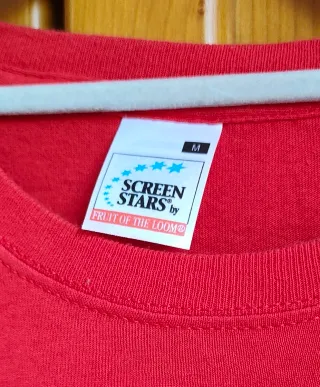 M
SCREEN
STARS® by
FRUIT OF THE LOOM®